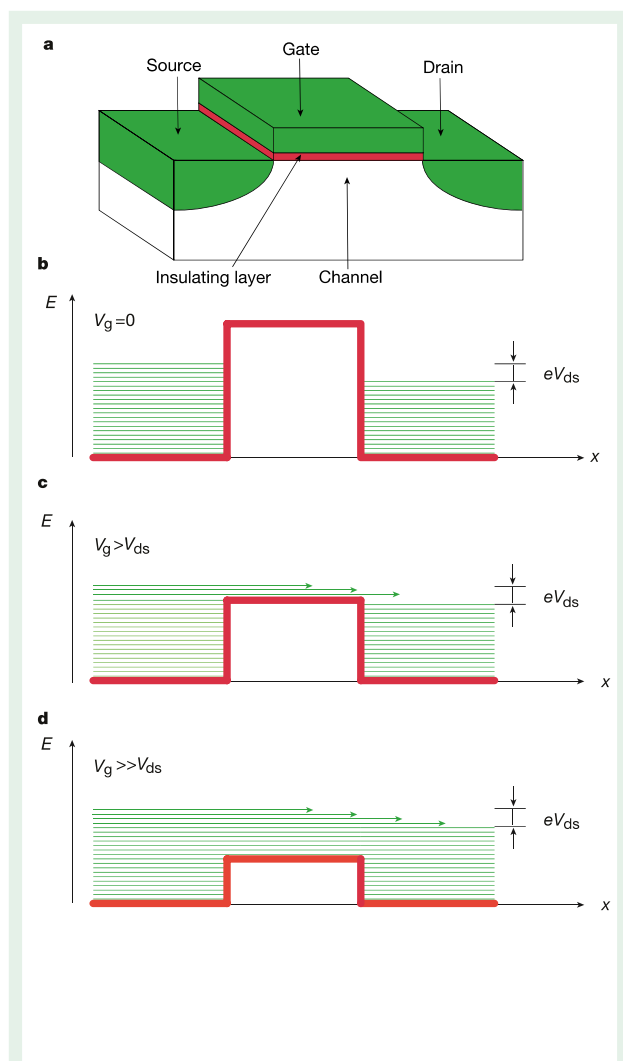 a
Gate
Source
Drain
Insulating layer
Channel
b
E
Vg=0
eVds
x
c
E
Vg>Vds
eVds
x
d
E
Vg>>Vds
eVds
x